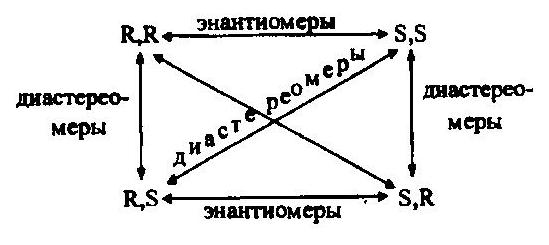 R,R энантиомеры S,S
диастерео-
меры
диастереомеры
диастерео-
меры
R,S энантиомеры S,R